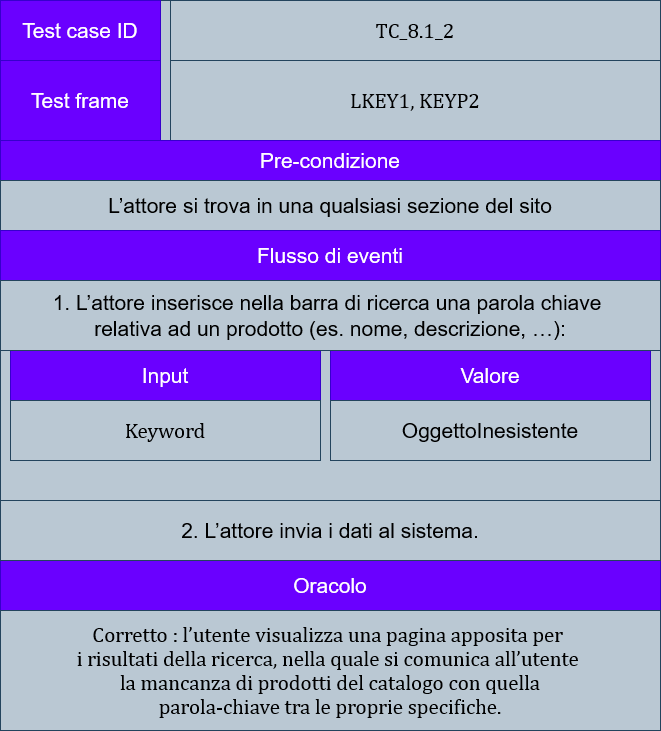 Test case ID
TC_8.1_2
Test frame
LKEY1, KEYP2
Pre-condizione
L’attore si trova in una qualsiasi sezione del sito
Flusso di eventi
1. L’attore inserisce nella barra di ricerca una parola chiave
relativa ad un prodotto (es. nome, descrizione, …):
Input
Valore
Keyword
OggettoInesistente
2. L’attore invia i dati al sistema.
Oracolo
Corretto : l’utente visualizza una pagina apposita per
i risultati della ricerca, nella quale si comunica all’utente
la mancanza di prodotti del catalogo con quella
parola-chiave tra le proprie specifiche.